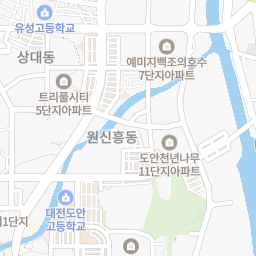 유성고등학교
상대동
예미지백조의호수
7단지아파트
트리풀시티
5단지아파트
원신흥동
도안천년나무
11단지아파트
1단지
대전도안
고등학교